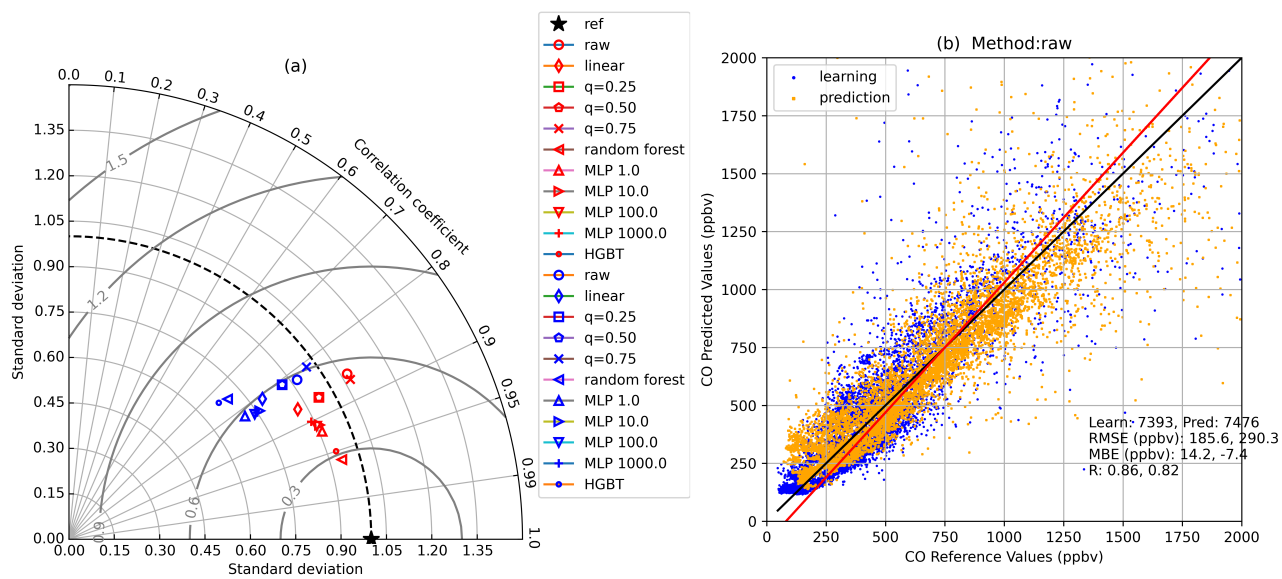 (a)
0.0 0.1 0.2 0.3 0.4 0.5 0.6 0.7 0.8 0.9 0.95 0.99 1.0
Correlation coefficient
Standard deviation
1.35
1.20
1.05
0.90
0.75
0.60
0.45
0.30
0.15
0.00
1.5
1.2
0.9
0.6
0.3
0.00 0.15 0.30 0.45 0.60 0.75 0.90 1.05 1.20 1.35
Standard deviation
ref
raw
linear
q=0.25
q=0.50
q=0.75
random forest
MLP 1.0
MLP 10.0
MLP 100.0
MLP 1000.0
HGBT
raw
linear
q=0.25
q=0.50
q=0.75
random forest
MLP 1.0
MLP 10.0
MLP 100.0
MLP 1000.0
HGBT
(b) Method:raw
learning
prediction
CO Predicted Values (ppbv)
2000
1750
1500
1250
1000
750
500
250
0
Learn: 7393, Pred: 7476
RMSE (ppbv): 185.6, 290.3
MBE (ppbv): 14.2, -7.4
R: 0.86, 0.82
0 250 500 750 1000 1250 1500 1750 2000
CO Reference Values (ppbv)